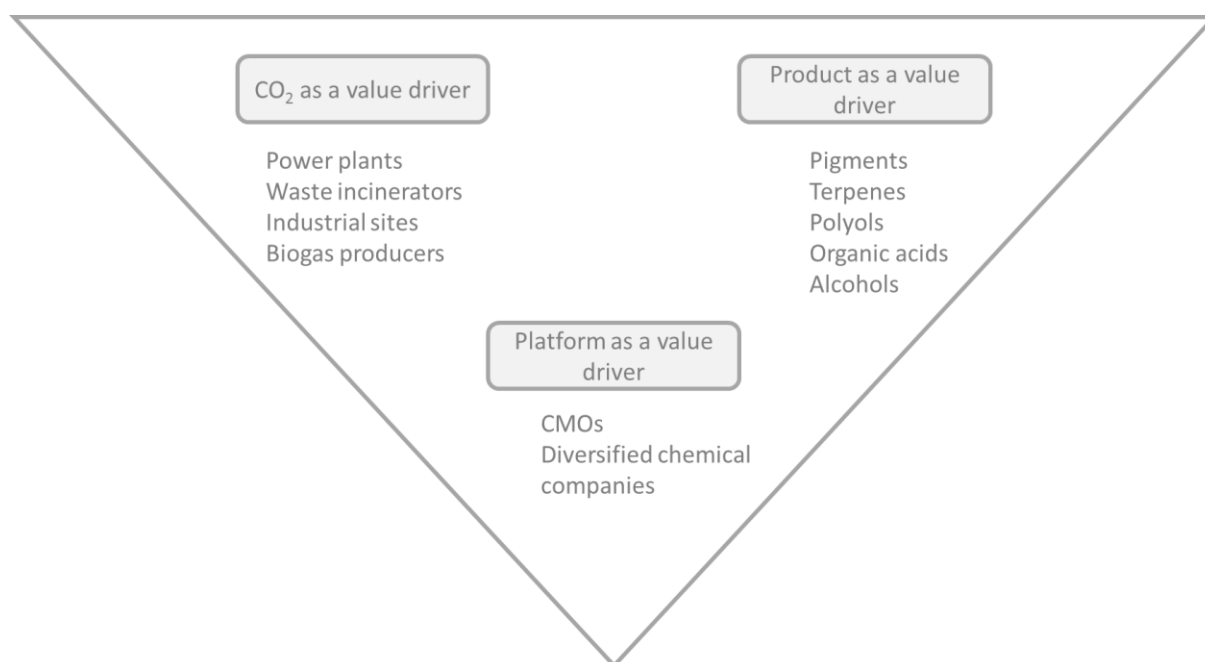 CO₂ as a value driver
Power plants
Waste incinerators
Industrial sites
Biogas producers
Product as a value
driver
Pigments
Terpenes
Polyols
Organic acids
Alcohols
Platform as a value
driver
CMOs
Diversified chemical
companies